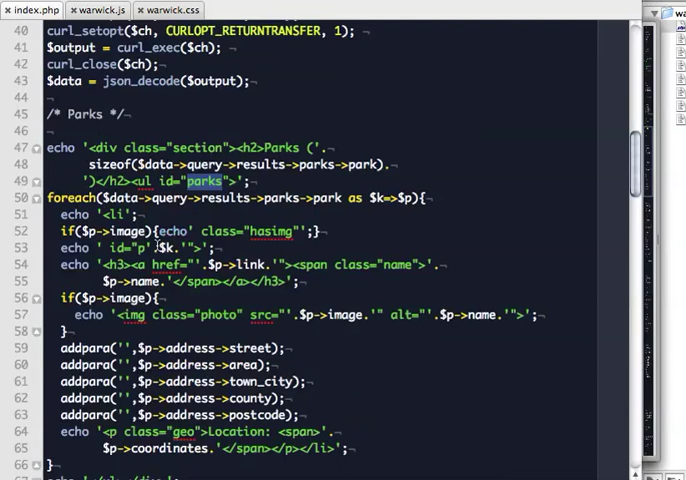 index.php warwick.js warwick.css
40 curl_setopt($ch, CURLOPT_RETURNTRANSFER, 1);
41 $output = curl_exec($ch);
42 curl_close($ch);
43 $data = json_decode($output);
44
45 /* Parks */
46
47 echo '<div class="section"><h2>Parks ('.
48 sizeof($data->query->results->parks->park).
49 ')</h2><ul id="parks">';
50 foreach($data->query->results->parks->park as $k=>$p){
51 echo '<li';
52 if($p->image){echo' class="hasimg"';}
53 echo ' id="p'.$k.'">';
54 echo '<h3><a href="'.$p->link.'"><span class="name">'.
55 $p->name.'</span></a></h3>';
56 if($p->image){
57 echo '<img class="photo" src="'.$p->image.'" alt="'.$p->name.'">';
58 }
59 addpara('',$p->address->street);
60 addpara('',$p->address->area);
61 addpara('',$p->address->town_city);
62 addpara('',$p->address->county);
63 addpara('',$p->address->postcode);
64 echo '<p class="geo">Location: <span>'.
65 $p->coordinates.'</span></p></li>';
66 }